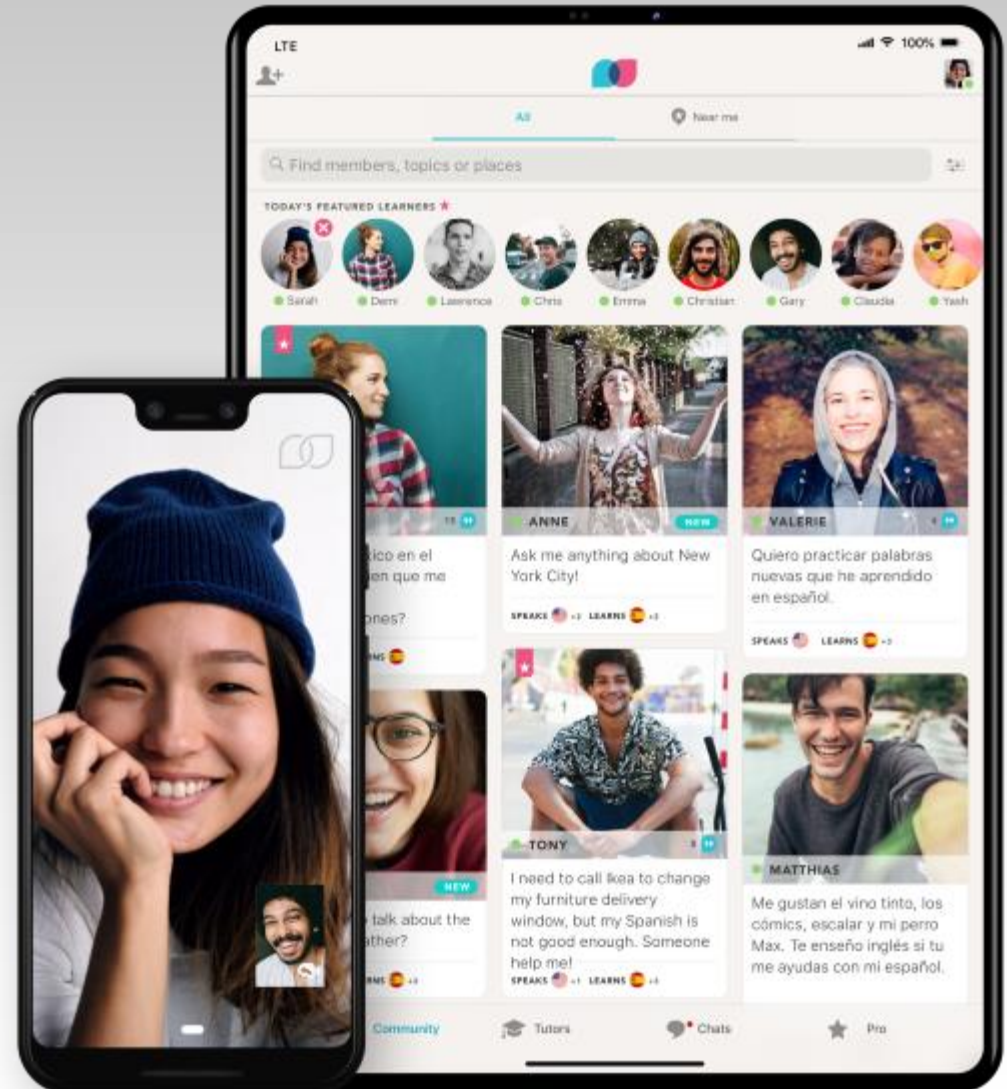 LTE
100%
All
Near me
Find members, topics or places
TODAY'S FEATURED LEARNERS
Sarah
Demi
Lawrence
Chris
Emma
Christian
Gary
Claudia
Yash
ico en el
en que me
ones?
ANNE
NEW
Ask me anything about New
York City!
SPEAKS +2 LEARNS +3
VALERIE
Quiero practicar palabras
nuevas que he aprendido
en español.
SPEAKS LEARNS
NEW
talk about the
ather?
TONY
I need to call Ikea to change
my furniture delivery
window, but my Spanish is
not good enough. Someone
help me!
SPEAKS +1 LEARNS
MATTHIAS
Me gustan el vino tinto, los
cómics, escalar y mi perro
Max. Te enseño inglés si tu
me ayudas con mi español.
Community
Tutors
Chats
Pro